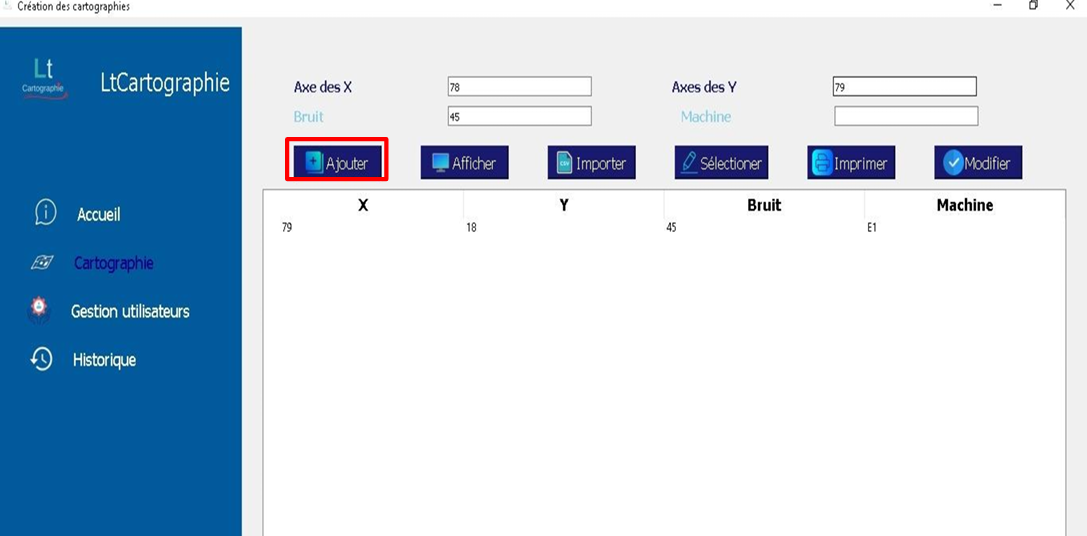 Création des cartographies
Lt
Cartographie
LtCartographie
Accueil
Cartographie
Gestion utilisateurs
Historique
Axe des X 78 Axes des Y 79
Bruit 45 Machine
Ajouter Afficher CSV Importer Sélectioner Imprimer Modifier
X Y Bruit Machine
79 18 45 E1